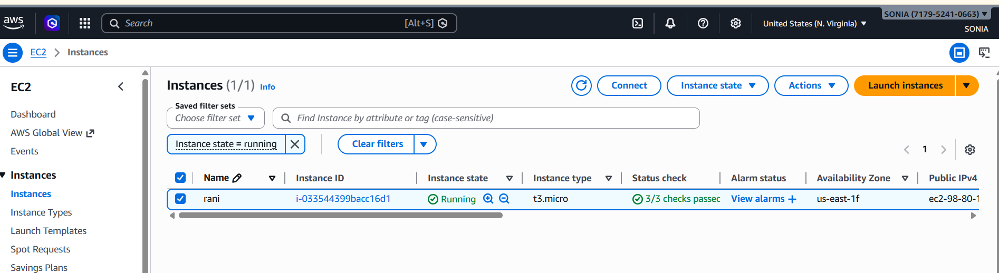 aws
Search [Alt+S]
United States (N. Virginia)
SONIA (7179-5241-0663)
SONIA
EC2 Instances
EC2
Dashboard
AWS Global View
Events
Instances
Instances
Instance Types
Launch Templates
Spot Requests
Savings Plans
Instances (1/1) Info
Connect Instance state Actions Launch instances
Saved filter sets
Choose filter set
Find Instance by attribute or tag (case-sensitive)
Instance state = running
Clear filters
1
Name Instance ID Instance state Instance type Status check Alarm status Availability Zone Public IPv4
rani i-033544399bacc16d1 Running t3.micro 3/3 checks passed View alarms + us-east-1f ec2-98-80-1